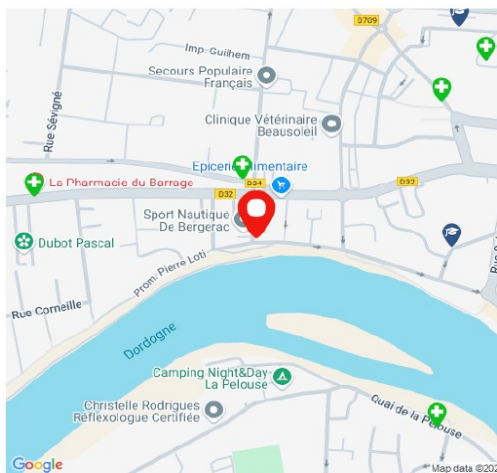 D709
Imp. Guilhem
Secours Populaire
Français
Rue Sévigné
Clinique Vétérinaire
Beausoleil
Epicerie Alimentaire
La Pharmacie du Barrage
D32
D34
Sport Nautique
De Bergerac
Dubot Pascal
Prom. Pierre Loti
Rue Corneille
Dordogne
Camping Night&Day
La Pelouse
Christelle Rodrigues
Réflexologue Certifiée
Quai de la Pelouse
Google
Map data ©202